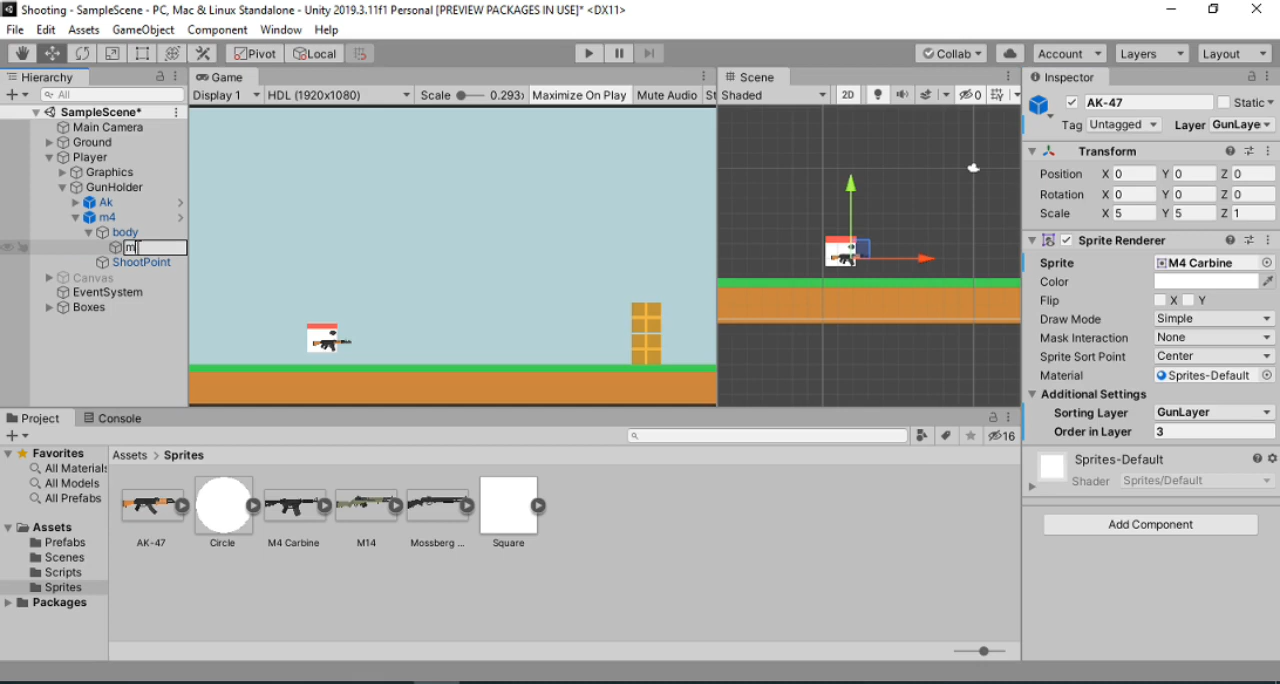 Shooting - SampleScene - PC, Mac & Linux Standalone - Unity 2019.3.11f1 Personal [PREVIEW PACKAGES IN USE]* <DX11>
File Edit Assets GameObject Component Window Help
Pivot Local Collab Account Layers Layout
Hierarchy Game Scene Inspector
All Display 1 HDL (1920x1080) Scale 0.293x Maximize On Play Mute Audio St Shaded 2D 0
AK-47 Static
Tag Untagged Layer GunLaye
SampleScene*
Main Camera
Ground
Player
Graphics
GunHolder
Ak
m4
body
m
ShootPoint
Canvas
EventSystem
Boxes
Transform
Position X 0 Y 0 Z 0
Rotation X 0 Y 0 Z 0
Scale X 5 Y 5 Z 1
Sprite Renderer
Sprite M4 Carbine
Color
Flip X Y
Draw Mode Simple
Mask Interaction None
Sprite Sort Point Center
Material Sprites-Default
Additional Settings
Sorting Layer GunLayer
Order in Layer 3
Sprites-Default
Shader Sprites/Default
Add Component
Project Console
16
Favorites
All Materials
All Models
All Prefabs
Assets
Prefabs
Scenes
Scripts
Sprites
Packages
Assets > Sprites
AK-47 Circle M4 Carbine M14 Mossberg ... Square